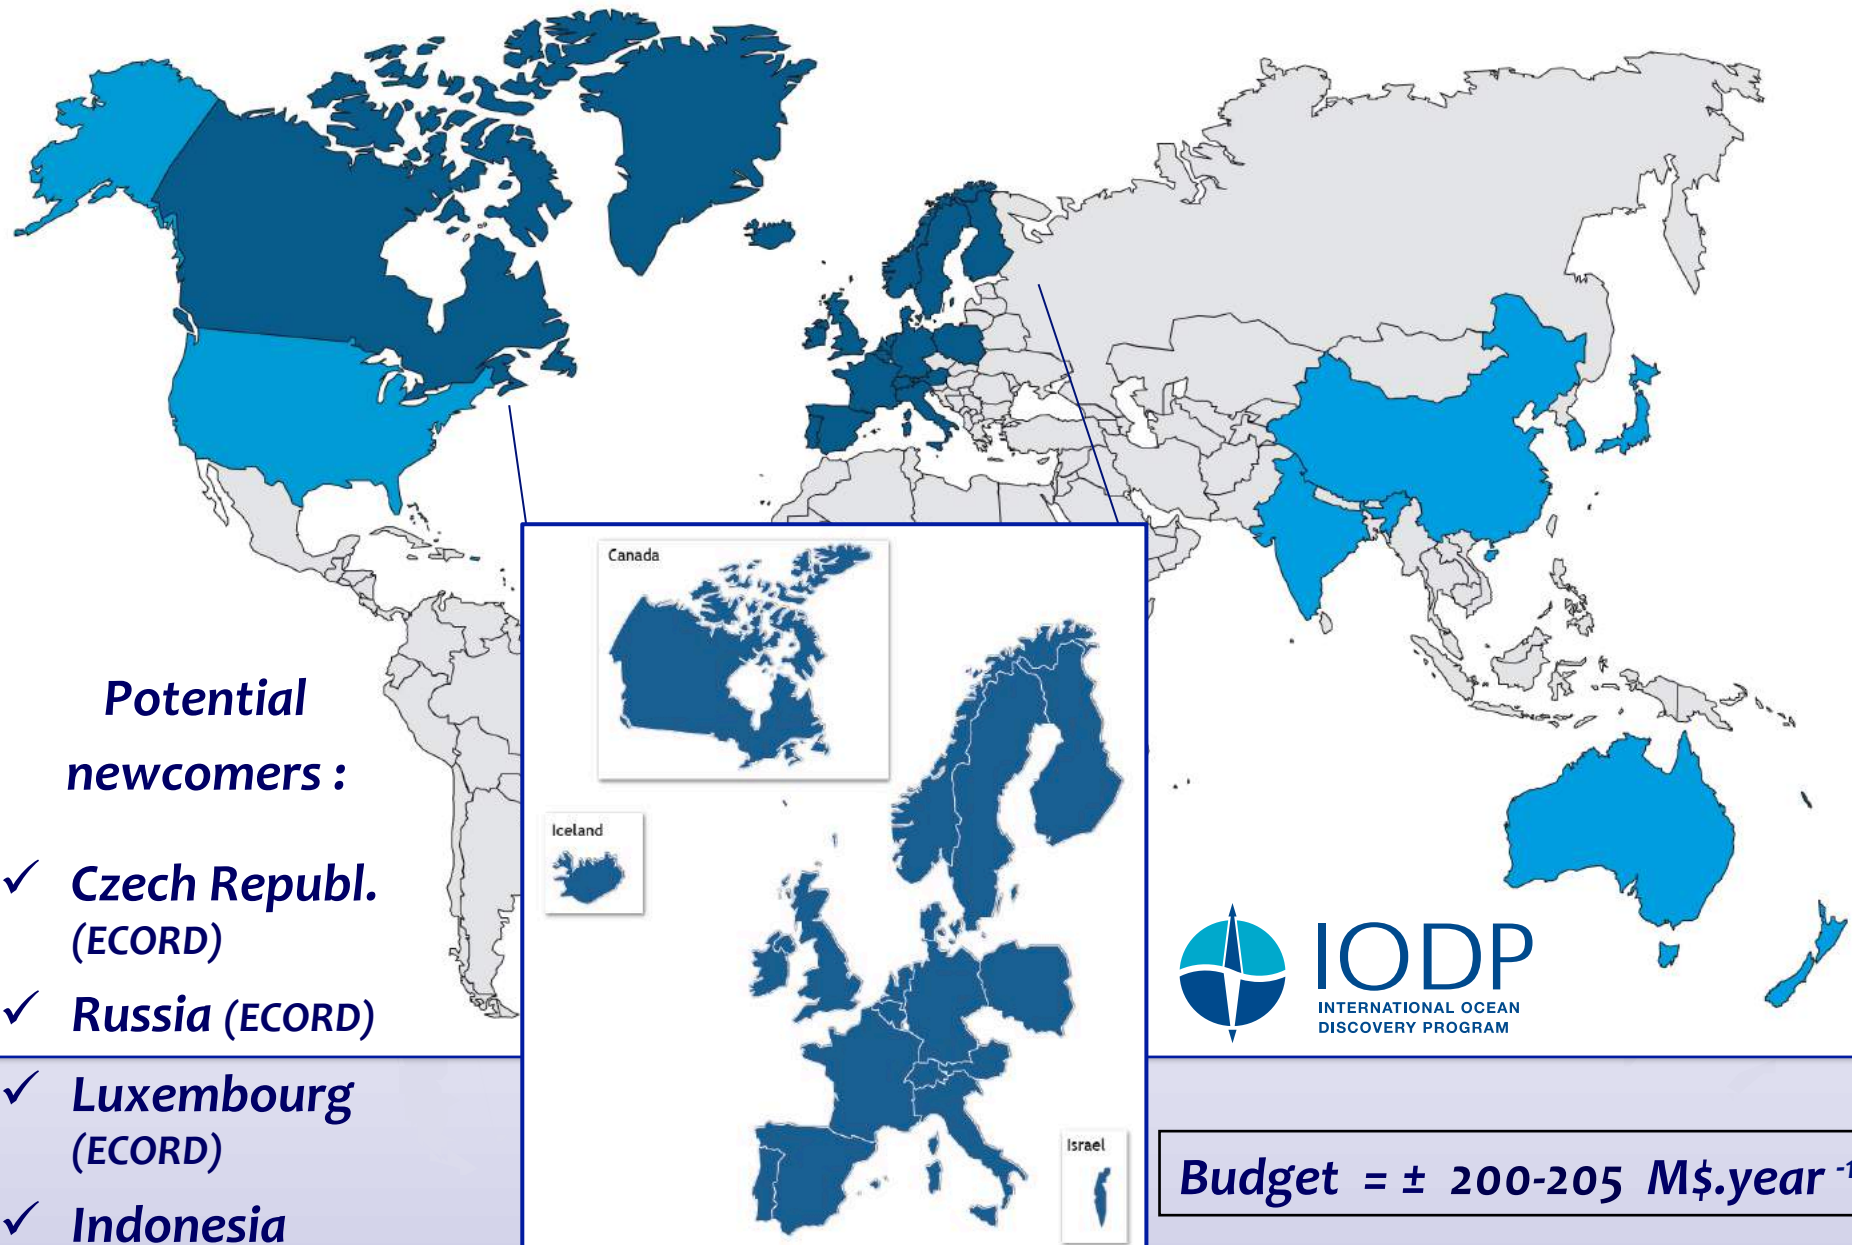 Canada
Iceland
Israel
Potential
newcomers :
✓ Czech Republ.
(ECORD)
✓ Russia (ECORD)
✓ Luxembourg
(ECORD)
✓ Indonesia
IODP
INTERNATIONAL OCEAN
DISCOVERY PROGRAM
Budget = ± 200-205 M$.year -1